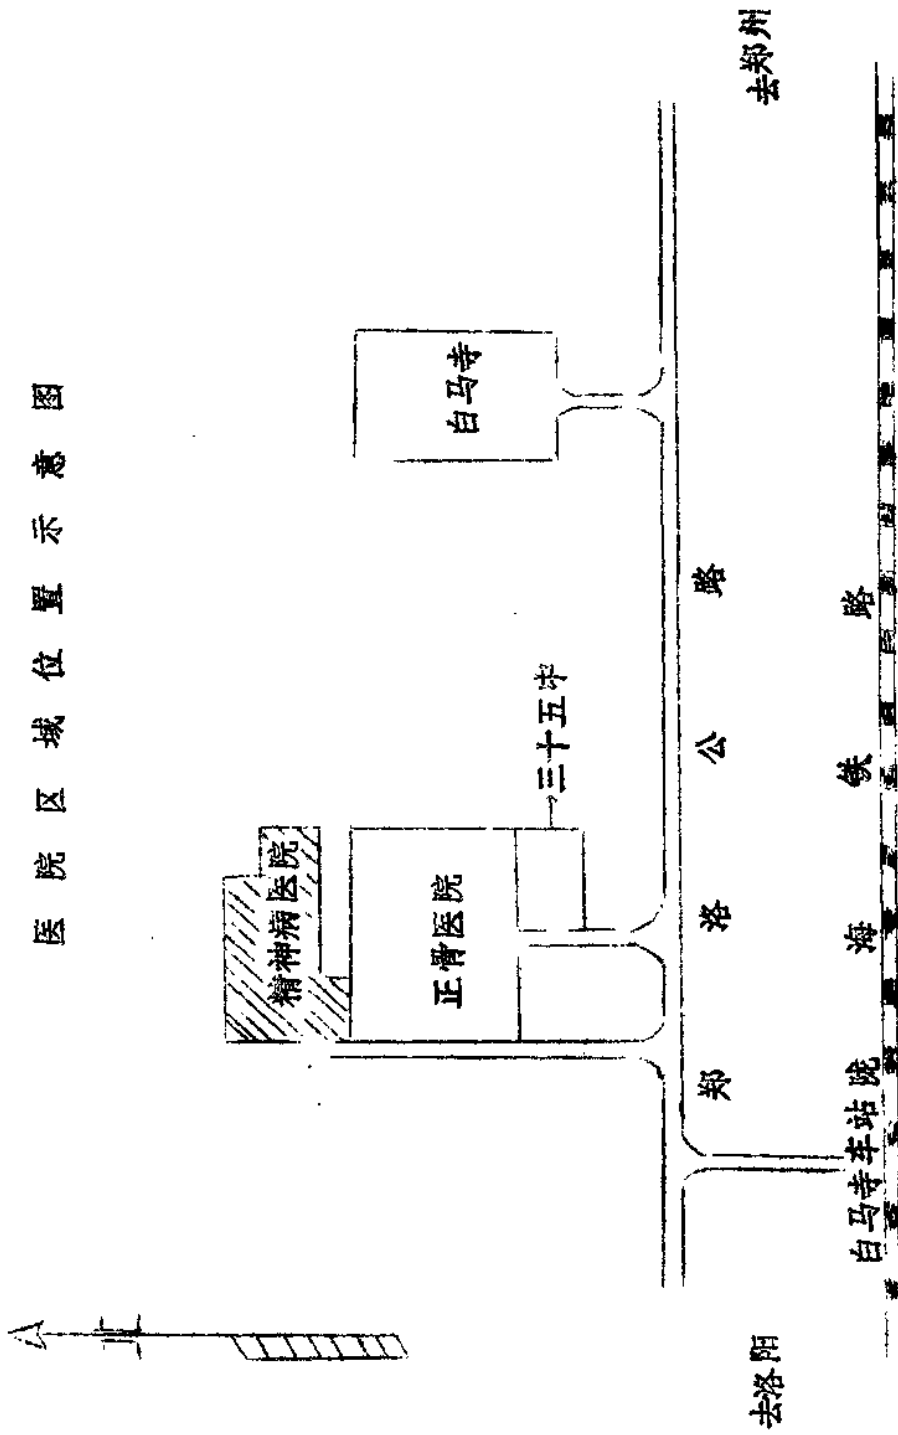 医院区域位置示意图
北
精神病医院
正骨医院
三十五中
白马寺
去郑州
郑洛公路
去洛阳
白马寺车站
陇海铁路